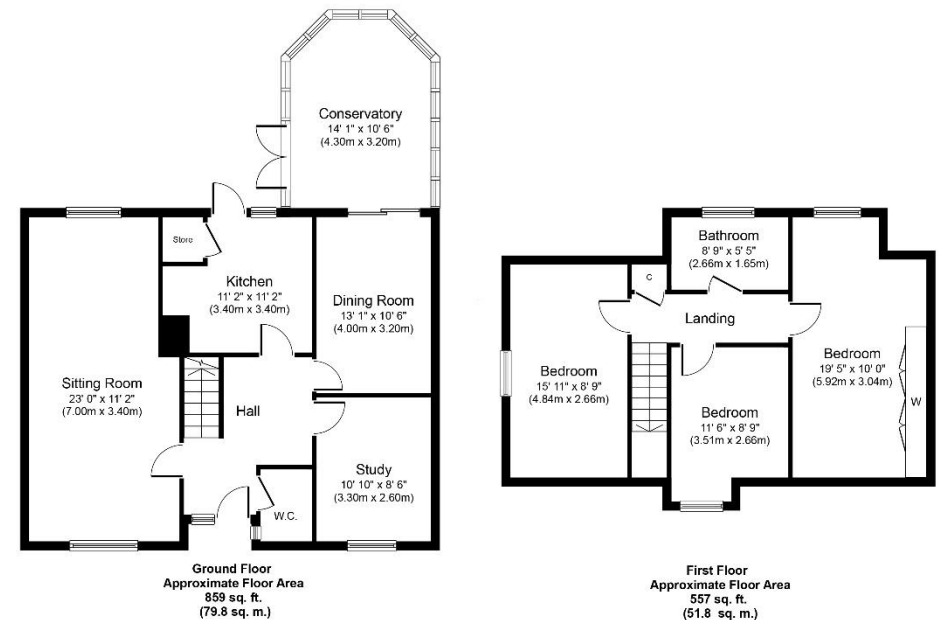 Conservatory
14' 1" x 10' 6"
(4.30m x 3.20m)
Store
Kitchen
11' 2" x 11' 2"
(3.40m x 3.40m)
Dining Room
13' 1" x 10' 6"
(4.00m x 3.20m)
Sitting Room
23' 0" x 11' 2"
(7.00m x 3.40m)
Hall
Study
10' 10" x 8' 6"
(3.30m x 2.60m)
W.C.
Ground Floor
Approximate Floor Area
859 sq. ft.
(79.8 sq. m.)
Bathroom
8' 9" x 5' 5"
(2.66m x 1.65m)
C
Landing
Bedroom
15' 11" x 8' 9"
(4.84m x 2.66m)
Bedroom
11' 6" x 8' 9"
(3.51m x 2.66m)
Bedroom
19' 5" x 10' 0"
(5.92m x 3.04m)
W
First Floor
Approximate Floor Area
557 sq. ft.
(51.8 sq. m.)